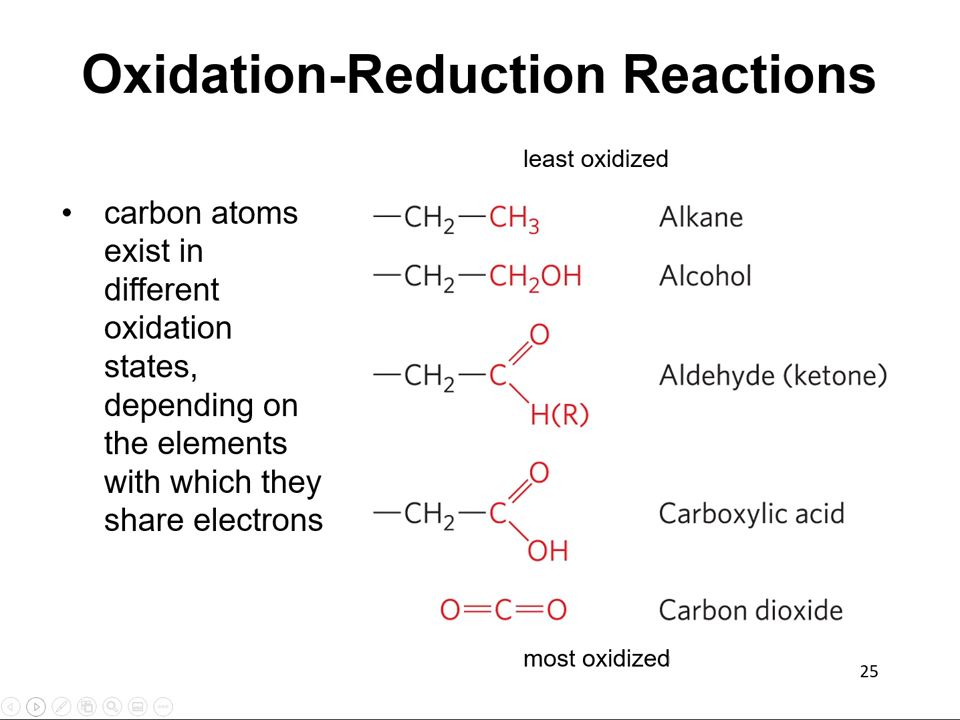 Oxidation-Reduction Reactions
least oxidized
• carbon atoms
exist in
different
oxidation
states,
depending on
the elements
with which they
share electrons
—CH₂—CH₃ Alkane
—CH₂—CH₂OH Alcohol
O
—CH₂—C Aldehyde (ketone)
H(R)
O
—CH₂—C Carboxylic acid
OH
O=C=O Carbon dioxide
most oxidized
25